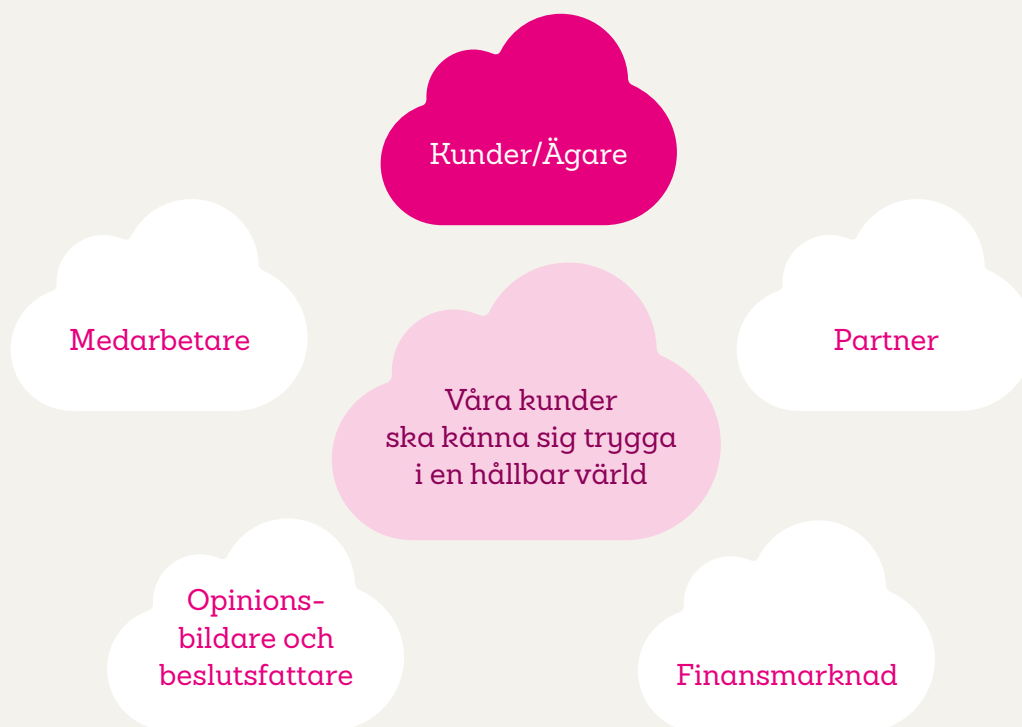 Kunder/Ägare
Medarbetare
Partner
Våra kunder
ska känna sig trygga
i en hållbar värld
Opinions-
bildare och
beslutsfattare
Finansmarknad